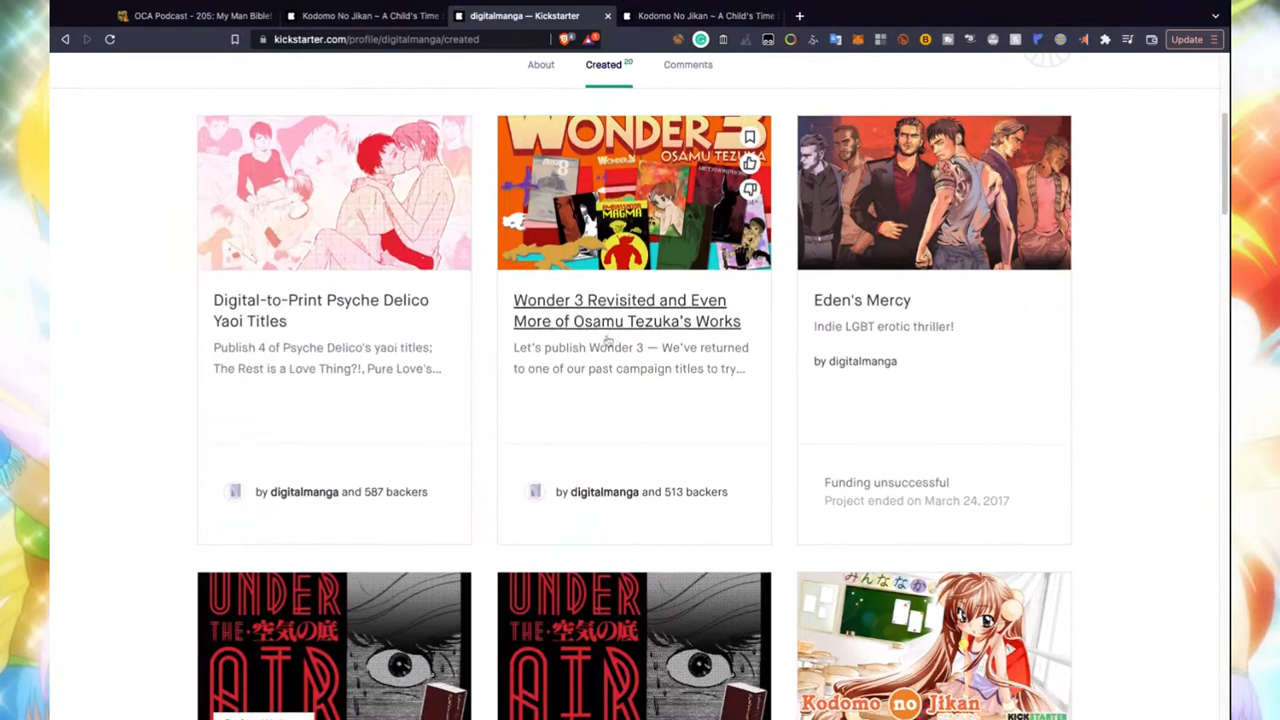 OCA Podcast - 205: My Man Bible!
Kodomo No Jikan ~ A Child's Time
digitalmanga — Kickstarter
Kodomo No Jikan ~ A Child's Time
kickstarter.com/profile/digitalmanga/created
Update
About
Created 20
Comments
WONDER 3
OSAMU TEZUKA
AMBASSADOR
MAGMA
Digital-to-Print Psyche Delico
Yaoi Titles
Publish 4 of Psyche Delico's yaoi titles;
The Rest is a Love Thing?!, Pure Love's...
by digitalmanga and 587 backers
Wonder 3 Revisited and Even
More of Osamu Tezuka's Works
Let's publish Wonder 3 — We've returned
to one of our past campaign titles to try...
by digitalmanga and 513 backers
Eden's Mercy
Indie LGBT erotic thriller!
by digitalmanga
Funding unsuccessful
Project ended on March 24, 2017
UNDER
THE 空気の底
AIR
UNDER
THE 空気の底
AIR
みんななか
Kodomo no Jikan
KICKSTARTER